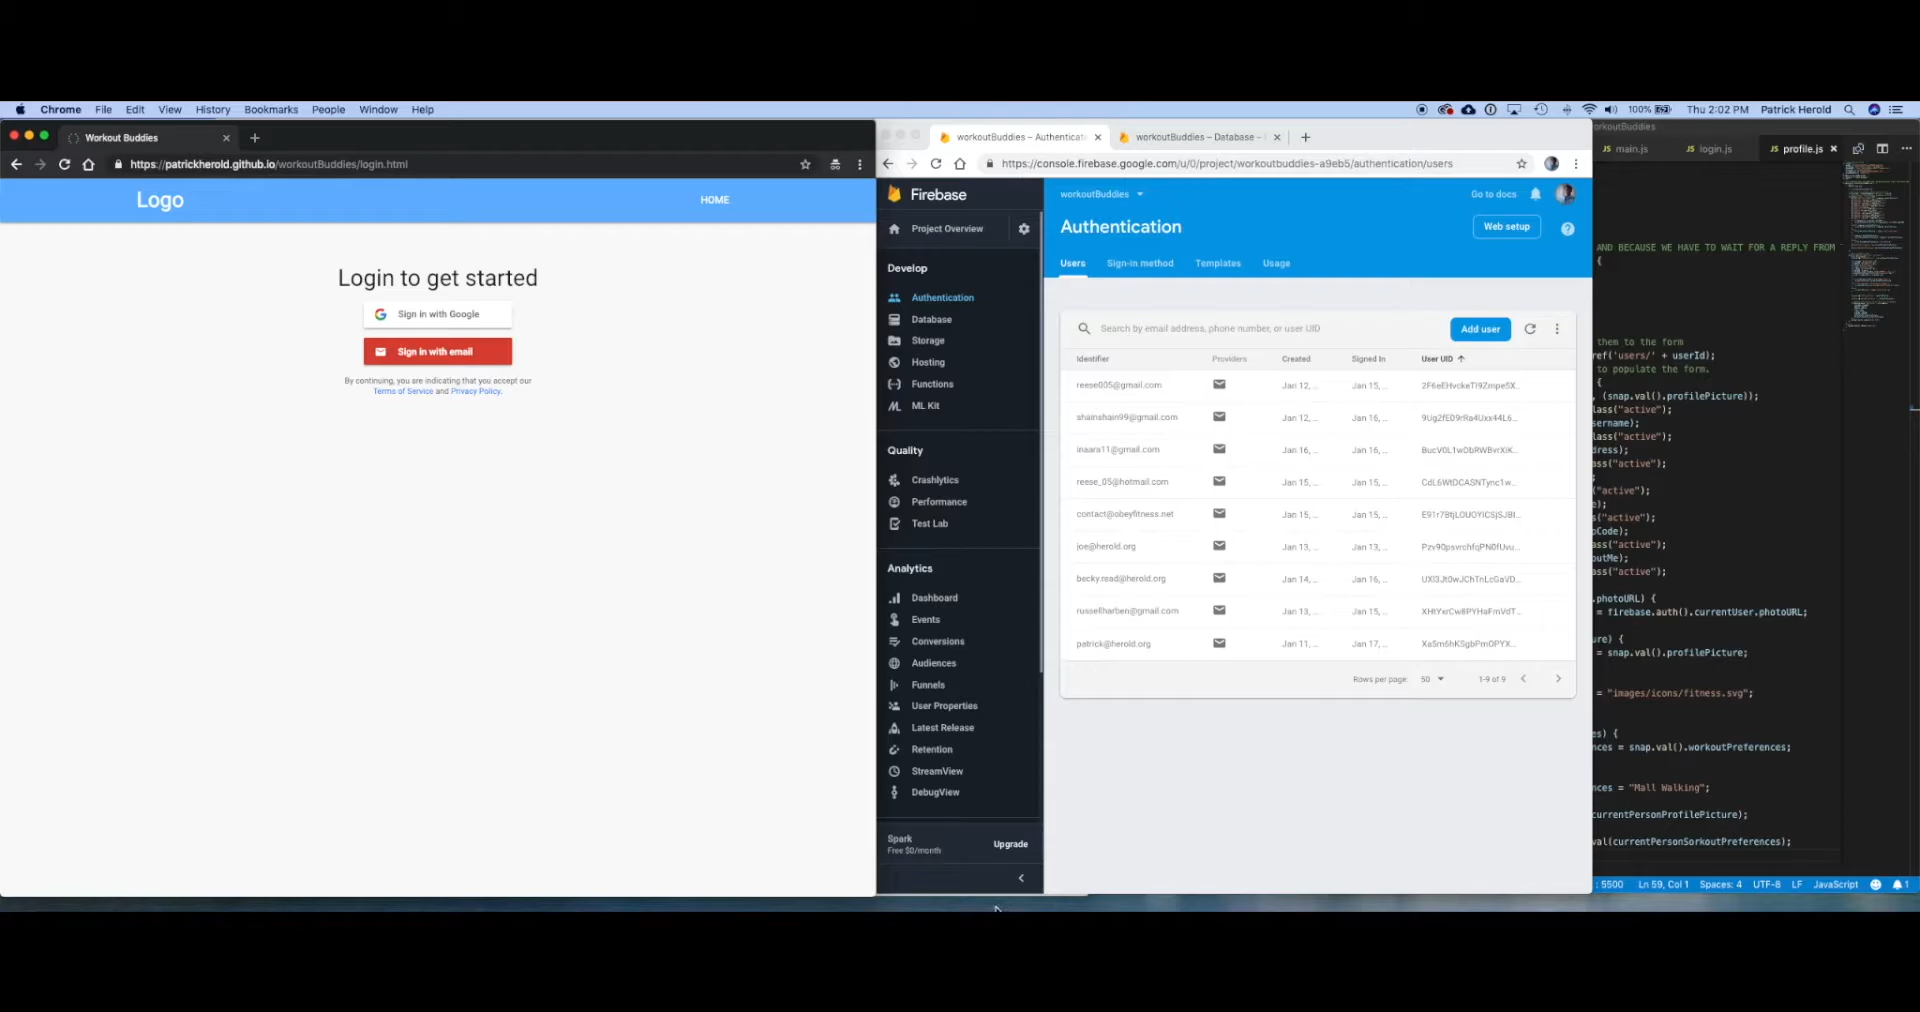 Chrome File Edit View History Bookmarks People Window Help
100% Thu 2:02 PM Patrick Herold
Workout Buddies
https://patrickherold.github.io/workoutBuddies/login.html
Logo
HOME
Login to get started
Sign in with Google
Sign in with email
By continuing, you are indicating that you accept our
Terms of Service and Privacy Policy.
workoutBuddies – Authenticat
workoutBuddies – Database –
https://console.firebase.google.com/u/0/project/workoutbuddies-a9eb5/authentication/users
Firebase
Project Overview
Develop
Authentication
Database
Storage
Hosting
Functions
ML Kit
Quality
Crashlytics
Performance
Test Lab
Analytics
Dashboard
Events
Conversions
Audiences
Funnels
User Properties
Latest Release
Retention
StreamView
DebugView
Spark
Free $0/month
Upgrade
workoutBuddies
Go to docs
Authentication
Web setup
Users Sign-in method Templates Usage
Search by email address, phone number, or user UID
Add user
Identifier Providers Created Signed In User UID
reese005@gmail.com Jan 12, ... Jan 15, ...
shainshain99@gmail.com Jan 12, ... Jan 16, ...
inaara11@gmail.com Jan 16, ... Jan 16, ...
reese_05@hotmail.com Jan 15, ... Jan 15, ...
contact@obeyfitness.net Jan 15, ... Jan 15, ...
joe@herold.org Jan 13, ... Jan 13, ...
becky.read@herold.org Jan 14, ... Jan 16, ...
russellharben@gmail.com Jan 13, ... Jan 15, ...
patrick@herold.org Jan 11, ... Jan 17, ...
Rows per page: 50 1-9 of 9
orkoutBuddies
main.js login.js profile.js
AND BECAUSE WE HAVE TO WAIT FOR A REPLY FROM
{
them to the form
ref('users/' + userId);
to populate the form.
{
, (snap.val().profilePicture));
lass("active");
sername);
lass("active");
dress);
ass("active");
;
("active");
e);
s("active");
pCode);
ass("active");
outMe);
ass("active");
.photoURL) {
= firebase.auth().currentUser.photoURL;
ure) {
= snap.val().profilePicture;
= "images/icons/fitness.svg";
es) {
nces = snap.val().workoutPreferences;
nces = "Mall Walking";
urrentPersonProfilePicture);
val(currentPersonSorkoutPreferences);
: 5500 Ln 59, Col 1 Spaces: 4 UTF-8 LF JavaScript 1